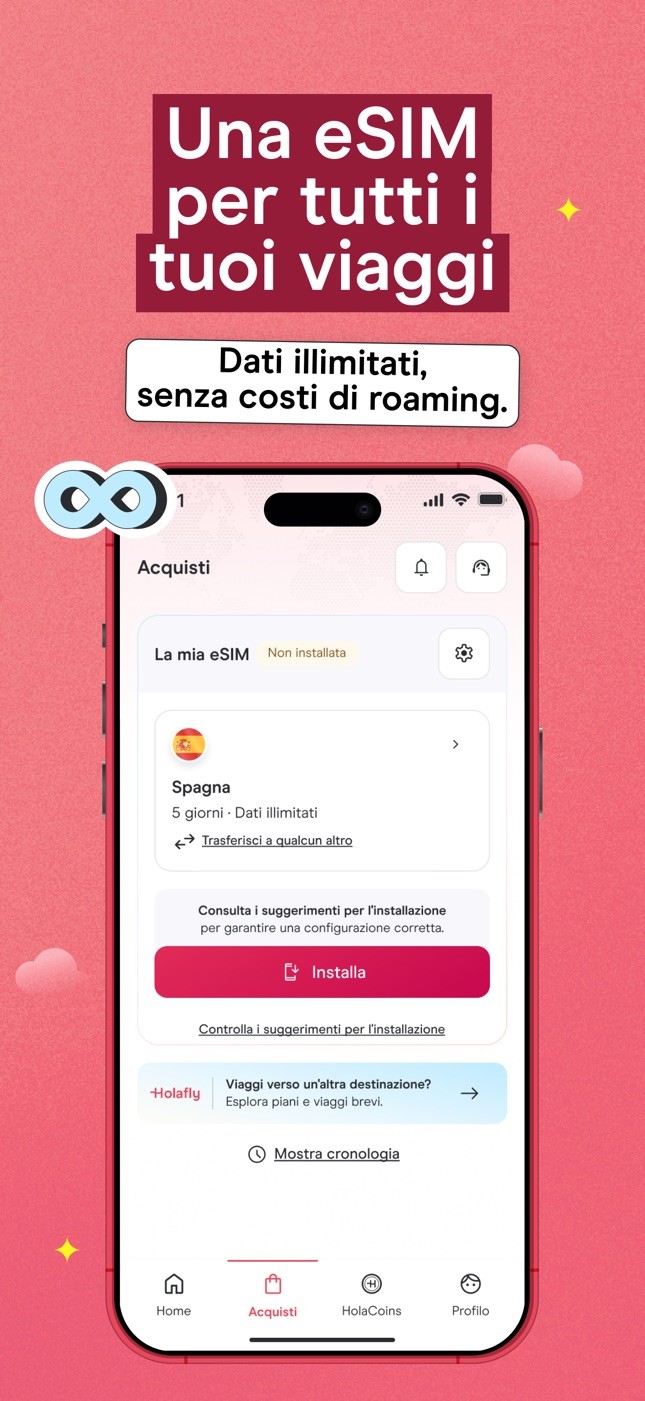 Una eSIM
per tutti i
tuoi viaggi
Dati illimitati,
senza costi di roaming.
1
Acquisti
La mia eSIM
Non installata
Spagna
5 giorni · Dati illimitati
Trasferisci a qualcun altro
Consulta i suggerimenti per l'installazione
per garantire una configurazione corretta.
Installa
Controlla i suggerimenti per l'installazione
Holafly
Viaggi verso un'altra destinazione?
Esplora piani e viaggi brevi.
Mostra cronologia
Home
Acquisti
HolaCoins
Profilo